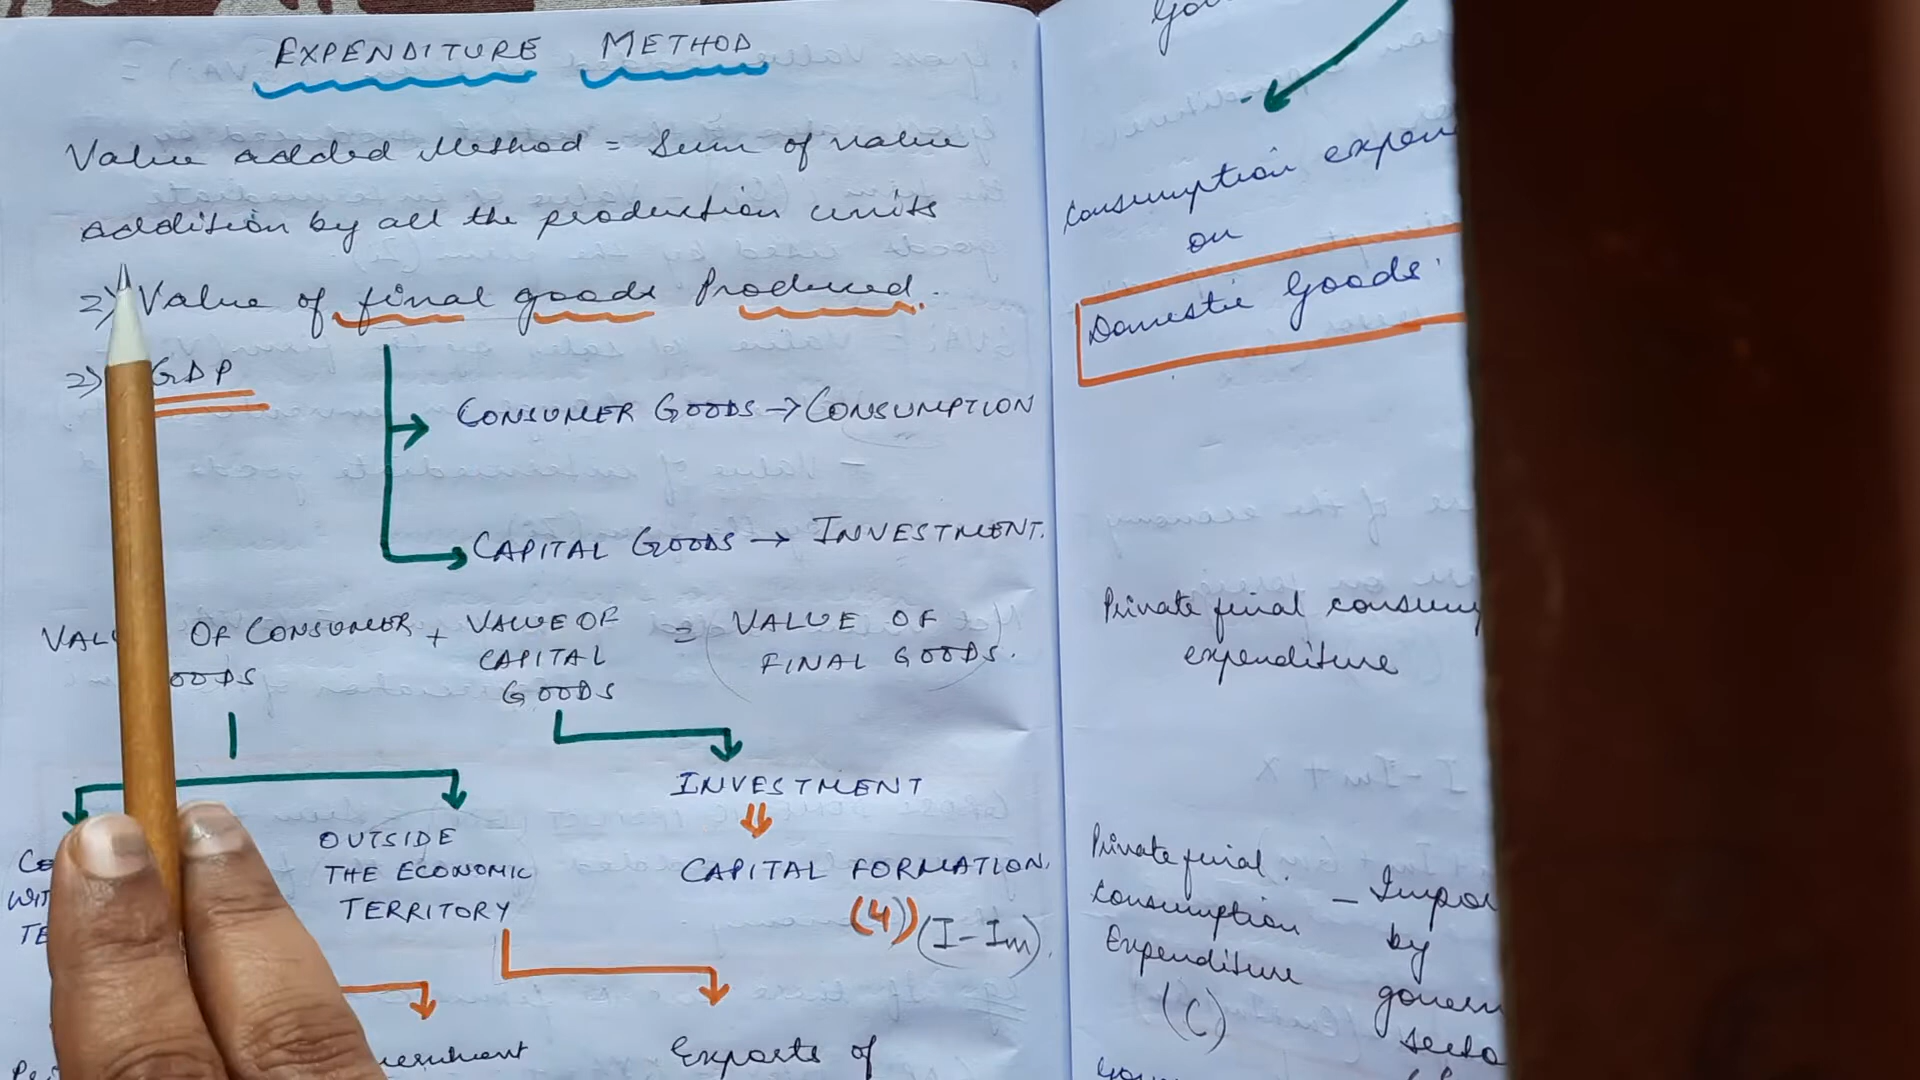 EXPENDITURE METHOD
Value added Method = Sum of value
addition by all the production units
=> Value of final goods Produced.
=> GDP
CONSUMER GOODS → CONSUMPTION
CAPITAL GOODS → INVESTMENT.
OF CONSUMER + VALUE OF = VALUE OF
CAPITAL FINAL GOODS.
GOODS
INVESTMENT
OUTSIDE
THE ECONOMIC
TERRITORY
CAPITAL FORMATION.
(4) (I - Im).
Exports of
Consumption
on
Domestic Goods.
Private final
expenditure
Private final
Consumption
Expenditure
(C)
by